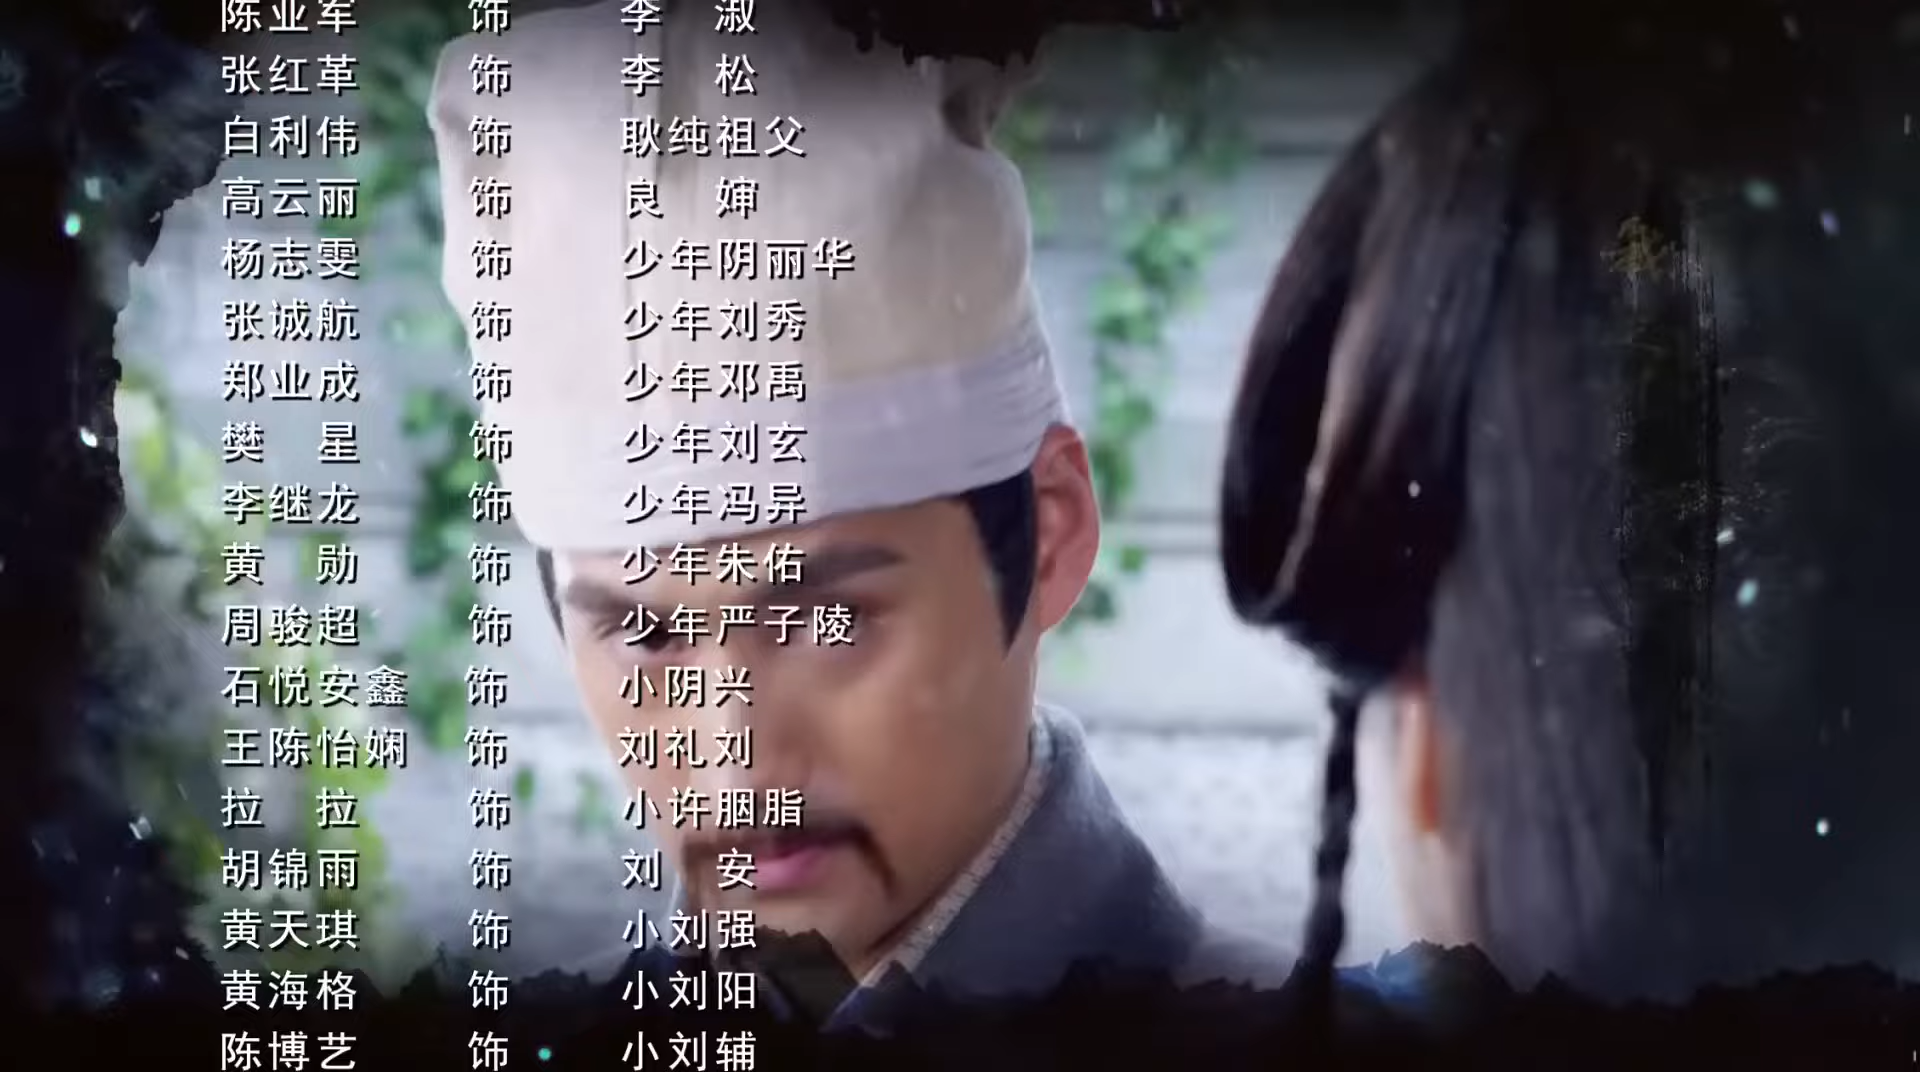 陈亚军 饰 李 淑
张红革 饰 李 松
白利伟 饰 耿纯祖父
高云丽 饰 良 婶
杨志雯 饰 少年阴丽华
张诚航 饰 少年刘秀
郑业成 饰 少年邓禹
樊 星 饰 少年刘玄
李继龙 饰 少年冯异
黄 勋 饰 少年朱佑
周骏超 饰 少年严子陵
石悦安鑫 饰 小阴兴
王陈怡娴 饰 刘礼刘
拉 拉 饰 小许胭脂
胡锦雨 饰 刘 安
黄天琪 饰 小刘强
黄海格 饰 小刘阳
陈博艺 饰 小刘辅